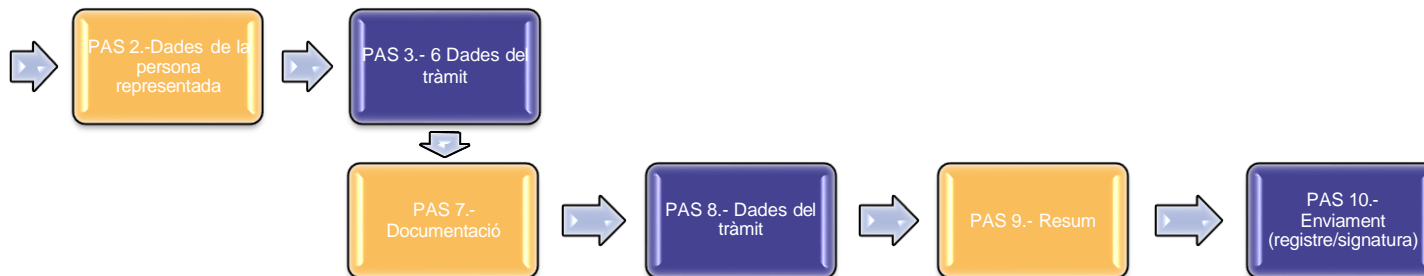 PAS 2.-Dades de la
persona
representada
PAS 3.- 6 Dades del
tràmit
PAS 7.-
Documentació
PAS 8.- Dades del
tràmit
PAS 9.- Resum
PAS 10.-
Enviament
(registre/signatura)